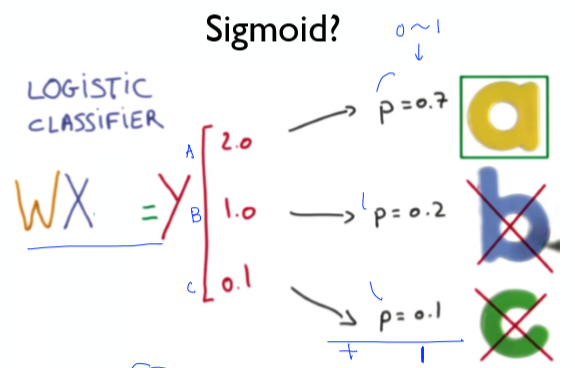 Sigmoid?
0~1
LOGISTIC
CLASSIFIER
WX = Y
A 2.0
B 1.0
C 0.1
p=0.7
p=0.2
p=0.1
+ 1
a
b
c